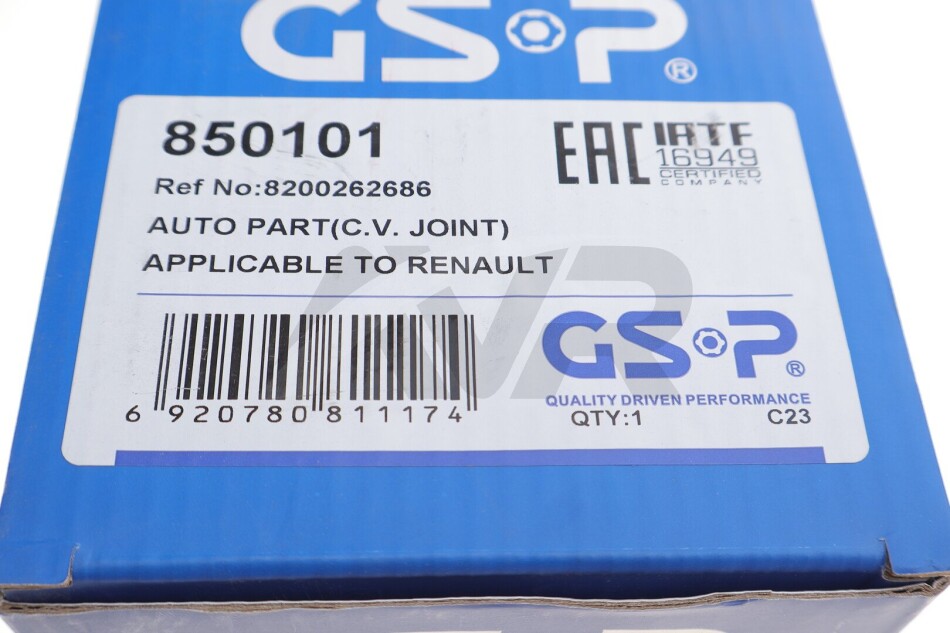 GSP®
850101
EAC
IATF
16949
CERTIFIED
COMPANY
Ref No:8200262686
AUTO PART(C.V. JOINT)
APPLICABLE TO RENAULT
GSP®
QUALITY DRIVEN PERFORMANCE
6 920780 811174
QTY:1 C23